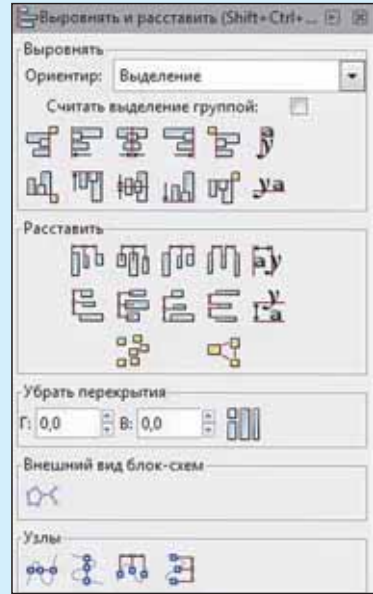 Выровнять и расставить (Shift+Ctrl+...
Выровнять
Ориентир: Выделение
Считать выделение группой:
Расставить
Убрать перекрытия
Г: 0,0 В: 0,0
Внешний вид блок-схем
Узлы